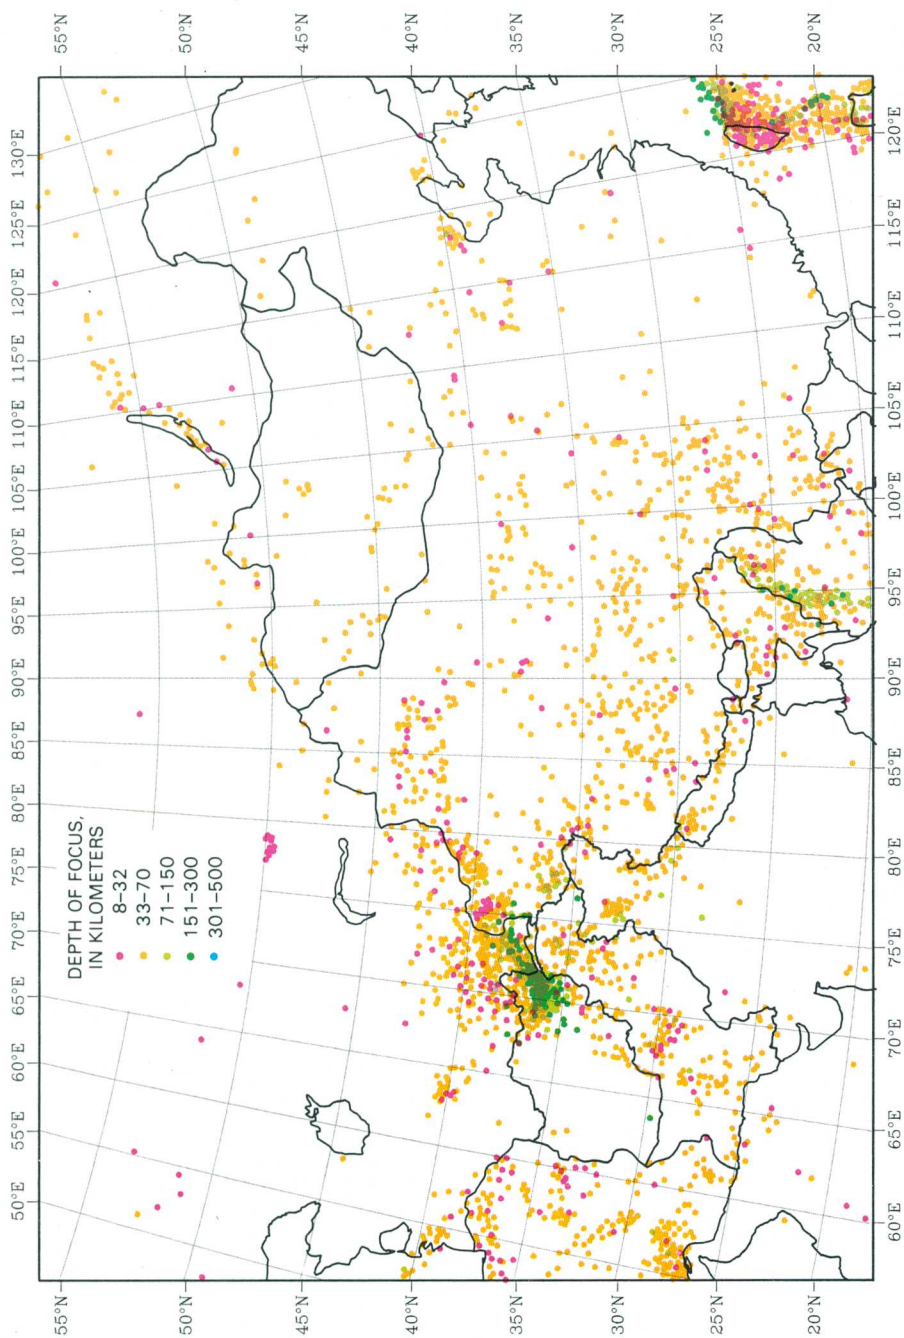 55°N
50°N
45°N
40°N
35°N
30°N
25°N
20°N
130°E
125°E
120°E
115°E
110°E
105°E
100°E
95°E
90°E
85°E
80°E
75°E
70°E
65°E
60°E
55°E
50°E
DEPTH OF FOCUS,
IN KILOMETERS
8–32
33–70
71–150
151–300
301–500
120°E
115°E
110°E
105°E
100°E
95°E
90°E
85°E
80°E
75°E
70°E
65°E
60°E
55°N
50°N
45°N
40°N
35°N
30°N
25°N
20°N